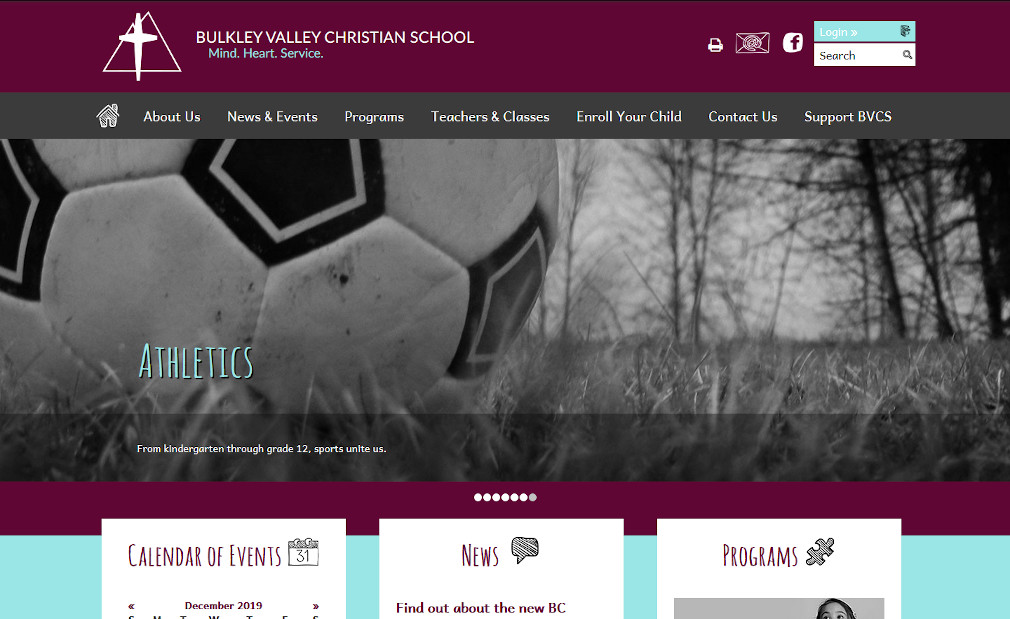 BULKLEY VALLEY CHRISTIAN SCHOOL
Mind. Heart. Service.
Login »
Search
About Us News & Events Programs Teachers & Classes Enroll Your Child Contact Us Support BVCS
ATHLETICS
From kindergarten through grade 12, sports unite us.
CALENDAR OF EVENTS 31
NEWS
PROGRAMS
« December 2019 »
Find out about the new BC